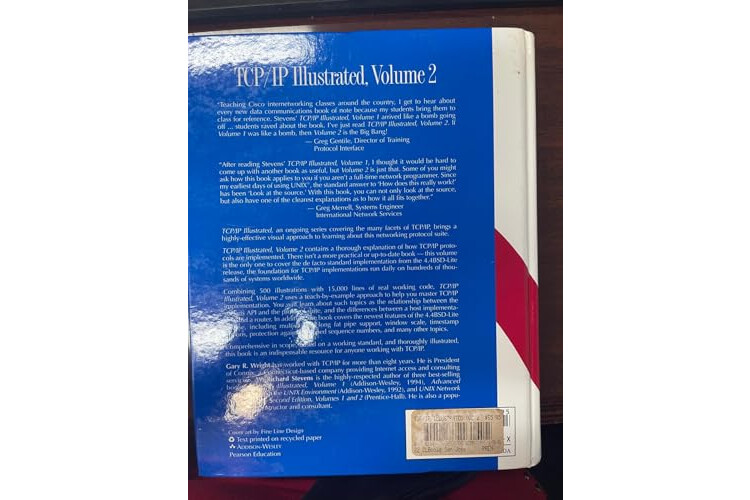 TCP/IP Illustrated, Volume 2
"Teaching Cisco internetworking classes around the country, I get to hear about
every new data communications book of note because my students bring them to
class for reference. Stevens' TCP/IP Illustrated, Volume 1 arrived like a bomb going
off ... students raved about the book. I've just read TCP/IP Illustrated, Volume 2. If
Volume 1 was like a bomb, then Volume 2 is the Big Bang!
— Greg Gentile, Director of Training
Protocol Interface
"After reading Stevens' TCP/IP Illustrated, Volume 1, I thought it would be hard to
come up with another book as useful, but Volume 2 is just that. Some of you might
ask how this book applies to you if you aren't a full-time network programmer. Since
my earliest days of using UNIX", the standard answer to 'How does this really work?'
has been 'Look at the source.' With this book, you can not only look at the source,
but also have one of the clearest explanations as to how it all fits together."
— Greg Merrell, Systems Engineer
International Network Services
TCP/IP Illustrated, an ongoing series covering the many facets of TCP/IP, brings a
highly-effective visual approach to learning about this networking protocol suite.
TCP/IP Illustrated, Volume 2 contains a thorough explanation of how TCP/IP proto-
cols are implemented. There isn't a more practical or up-to-date book — this volume
is the only one to cover the de facto standard implementation from the 4.4BSD-Lite
release, the foundation for TCP/IP implementations run daily on hundreds of thou-
sands of systems worldwide.
Combining 500 illustrations with 15,000 lines of real working code, TCP/IP
Illustrated, Volume 2 uses a teach-by-example approach to help you master TCP/IP
implementation. You will learn about such topics as the relationship between the
API and the suite, and the differences between a host implementa-
a router. In book covers the newest features of the 4.4BSD-Lite
including long fat pipe support, window scale, timestamp
protection against sequence numbers, and many other topics.
Comprehensive in scope, based on a working standard, and thoroughly illustrated,
this book is an indispensable resource for anyone working with TCP/IP.
Gary R. Wright has worked with TCP/IP for more than eight years. He is President
of Connecticut-based company providing Internet access and consulting
Richard Stevens is the highly-respected author of three best-selling
Illustrated, Volume 1 (Addison-Wesley, 1994), Advanced
the UNIX Environment (Addison-Wesley, 1992), and UNIX Network
Second Edition, Volumes 1 and 2 (Prentice-Hall). He is also a popu-
and consultant.
Cover art by Fine Line Design
Text printed on recycled paper
ADDISON-WESLEY
Pearson Education